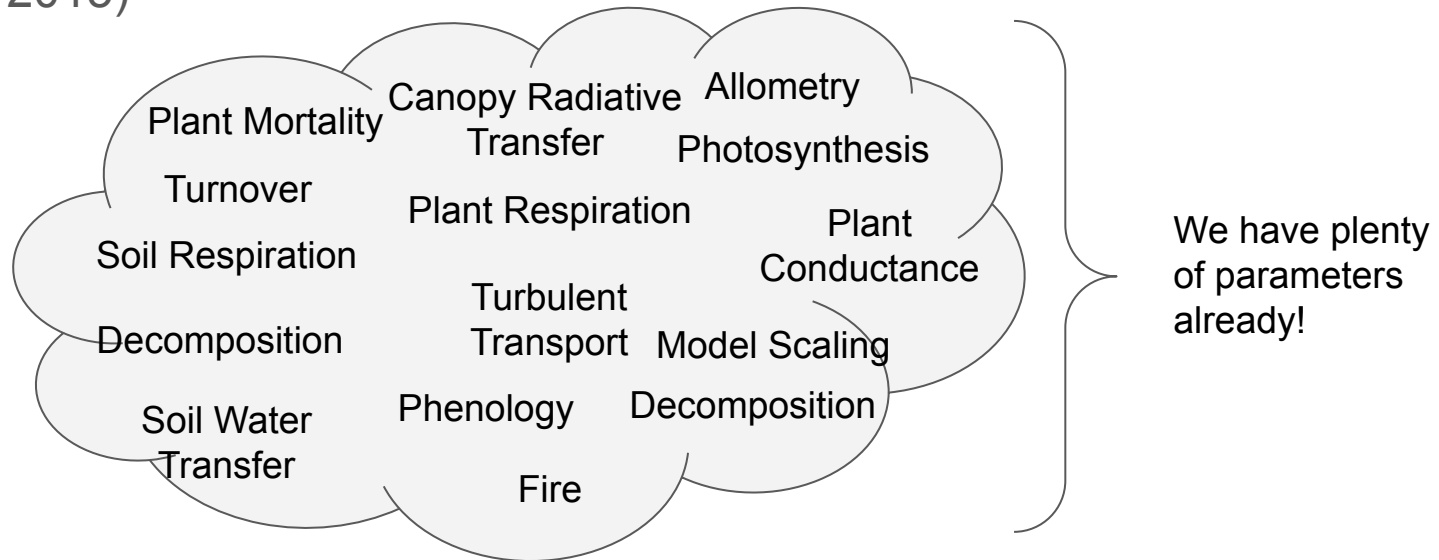 2013)
Plant Mortality
Canopy Radiative
Transfer
Allometry
Photosynthesis
Turnover
Plant Respiration
Plant
Conductance
Soil Respiration
Turbulent
Transport
Decomposition
Model Scaling
Phenology
Decomposition
Soil Water
Transfer
Fire
We have plenty
of parameters
already!